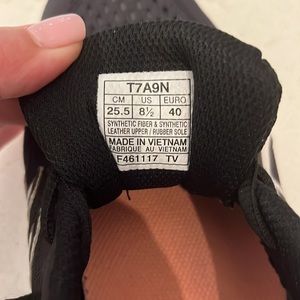 T7A9N
CM US EURO
25.5 8½ 40
SYNTHETIC FIBER & SYNTHETIC
LEATHER UPPER / RUBBER SOLE
MADE IN VIETNAM
FABRIQUÉ AU VIETNAM
F461117 TV